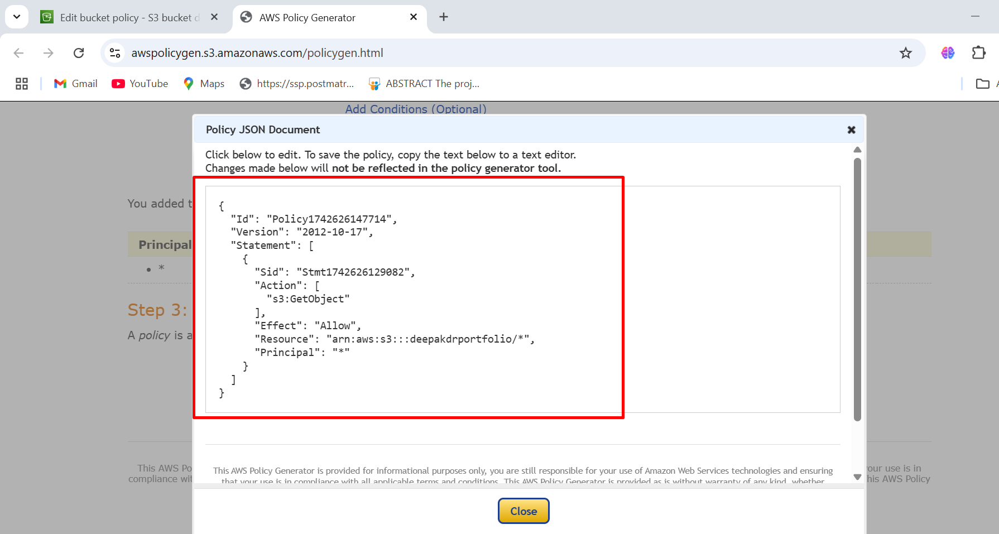 Edit bucket policy - S3 bucket d
AWS Policy Generator
awspolicygen.s3.amazonaws.com/policygen.html
Gmail
YouTube
Maps
https://ssp.postmatr...
ABSTRACT The proj...
Add Conditions (Optional)
Policy JSON Document
Click below to edit. To save the policy, copy the text below to a text editor.
Changes made below will not be reflected in the policy generator tool.
You added t
Principal
• *
Step 3:
A policy is a
{
  "Id": "Policy1742626147714",
  "Version": "2012-10-17",
  "Statement": [
    {
      "Sid": "Stmt1742626129082",
      "Action": [
        "s3:GetObject"
      ],
      "Effect": "Allow",
      "Resource": "arn:aws:s3:::deepakdrportfolio/*",
      "Principal": "*"
    }
  ]
}
This AWS Po
compliance wit
our use is in
his AWS Policy
This AWS Policy Generator is provided for informational purposes only, you are still responsible for your use of Amazon Web Services technologies and ensuring
that your use is in compliance with all applicable terms and conditions. This AWS Policy Generator is provided as is without warranty of any kind, whether
Close